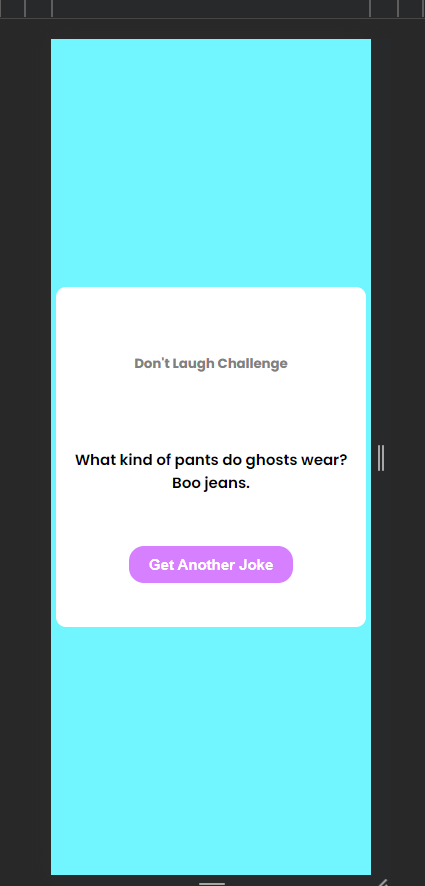 Don't Laugh Challenge
What kind of pants do ghosts wear?
Boo jeans.
Get Another Joke